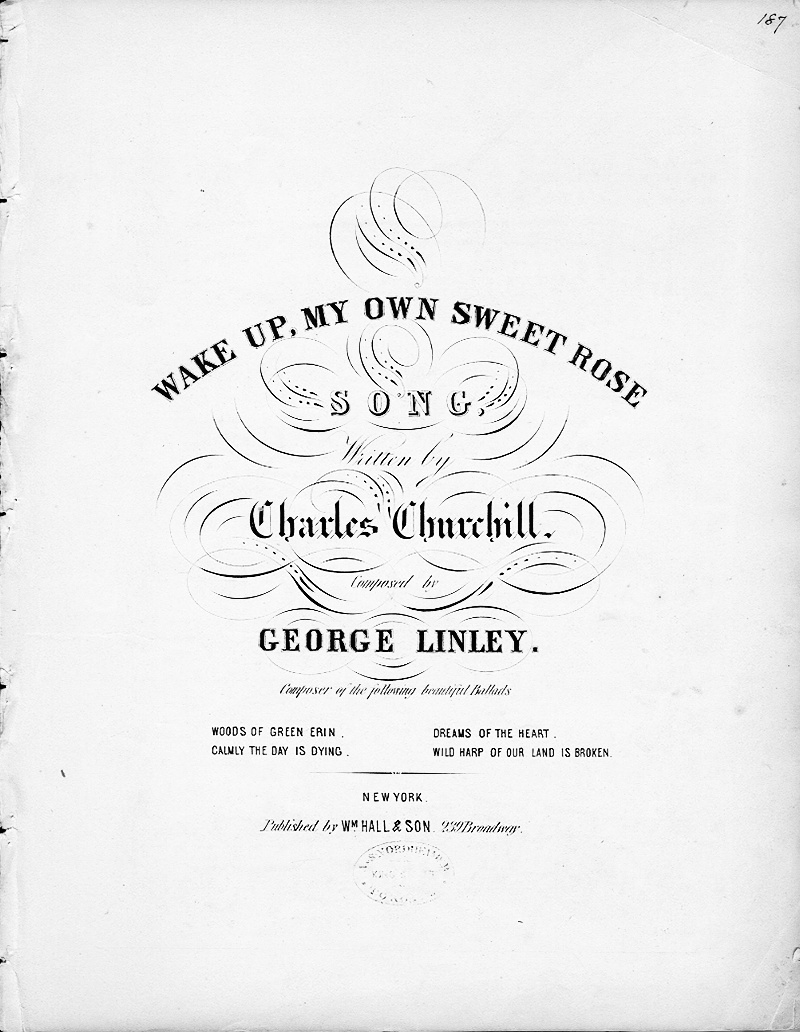 187
WAKE UP, MY OWN SWEET ROSE
SONG,
Written by
Charles Churchill.
Composed by
GEORGE LINLEY.
Composer of the following beautiful Ballads
WOODS OF GREEN ERIN. DREAMS OF THE HEART.
CALMLY THE DAY IS DYING. WILD HARP OF OUR LAND IS BROKEN.
NEW YORK.
Published by WM HALL & SON. 239 Broadway.